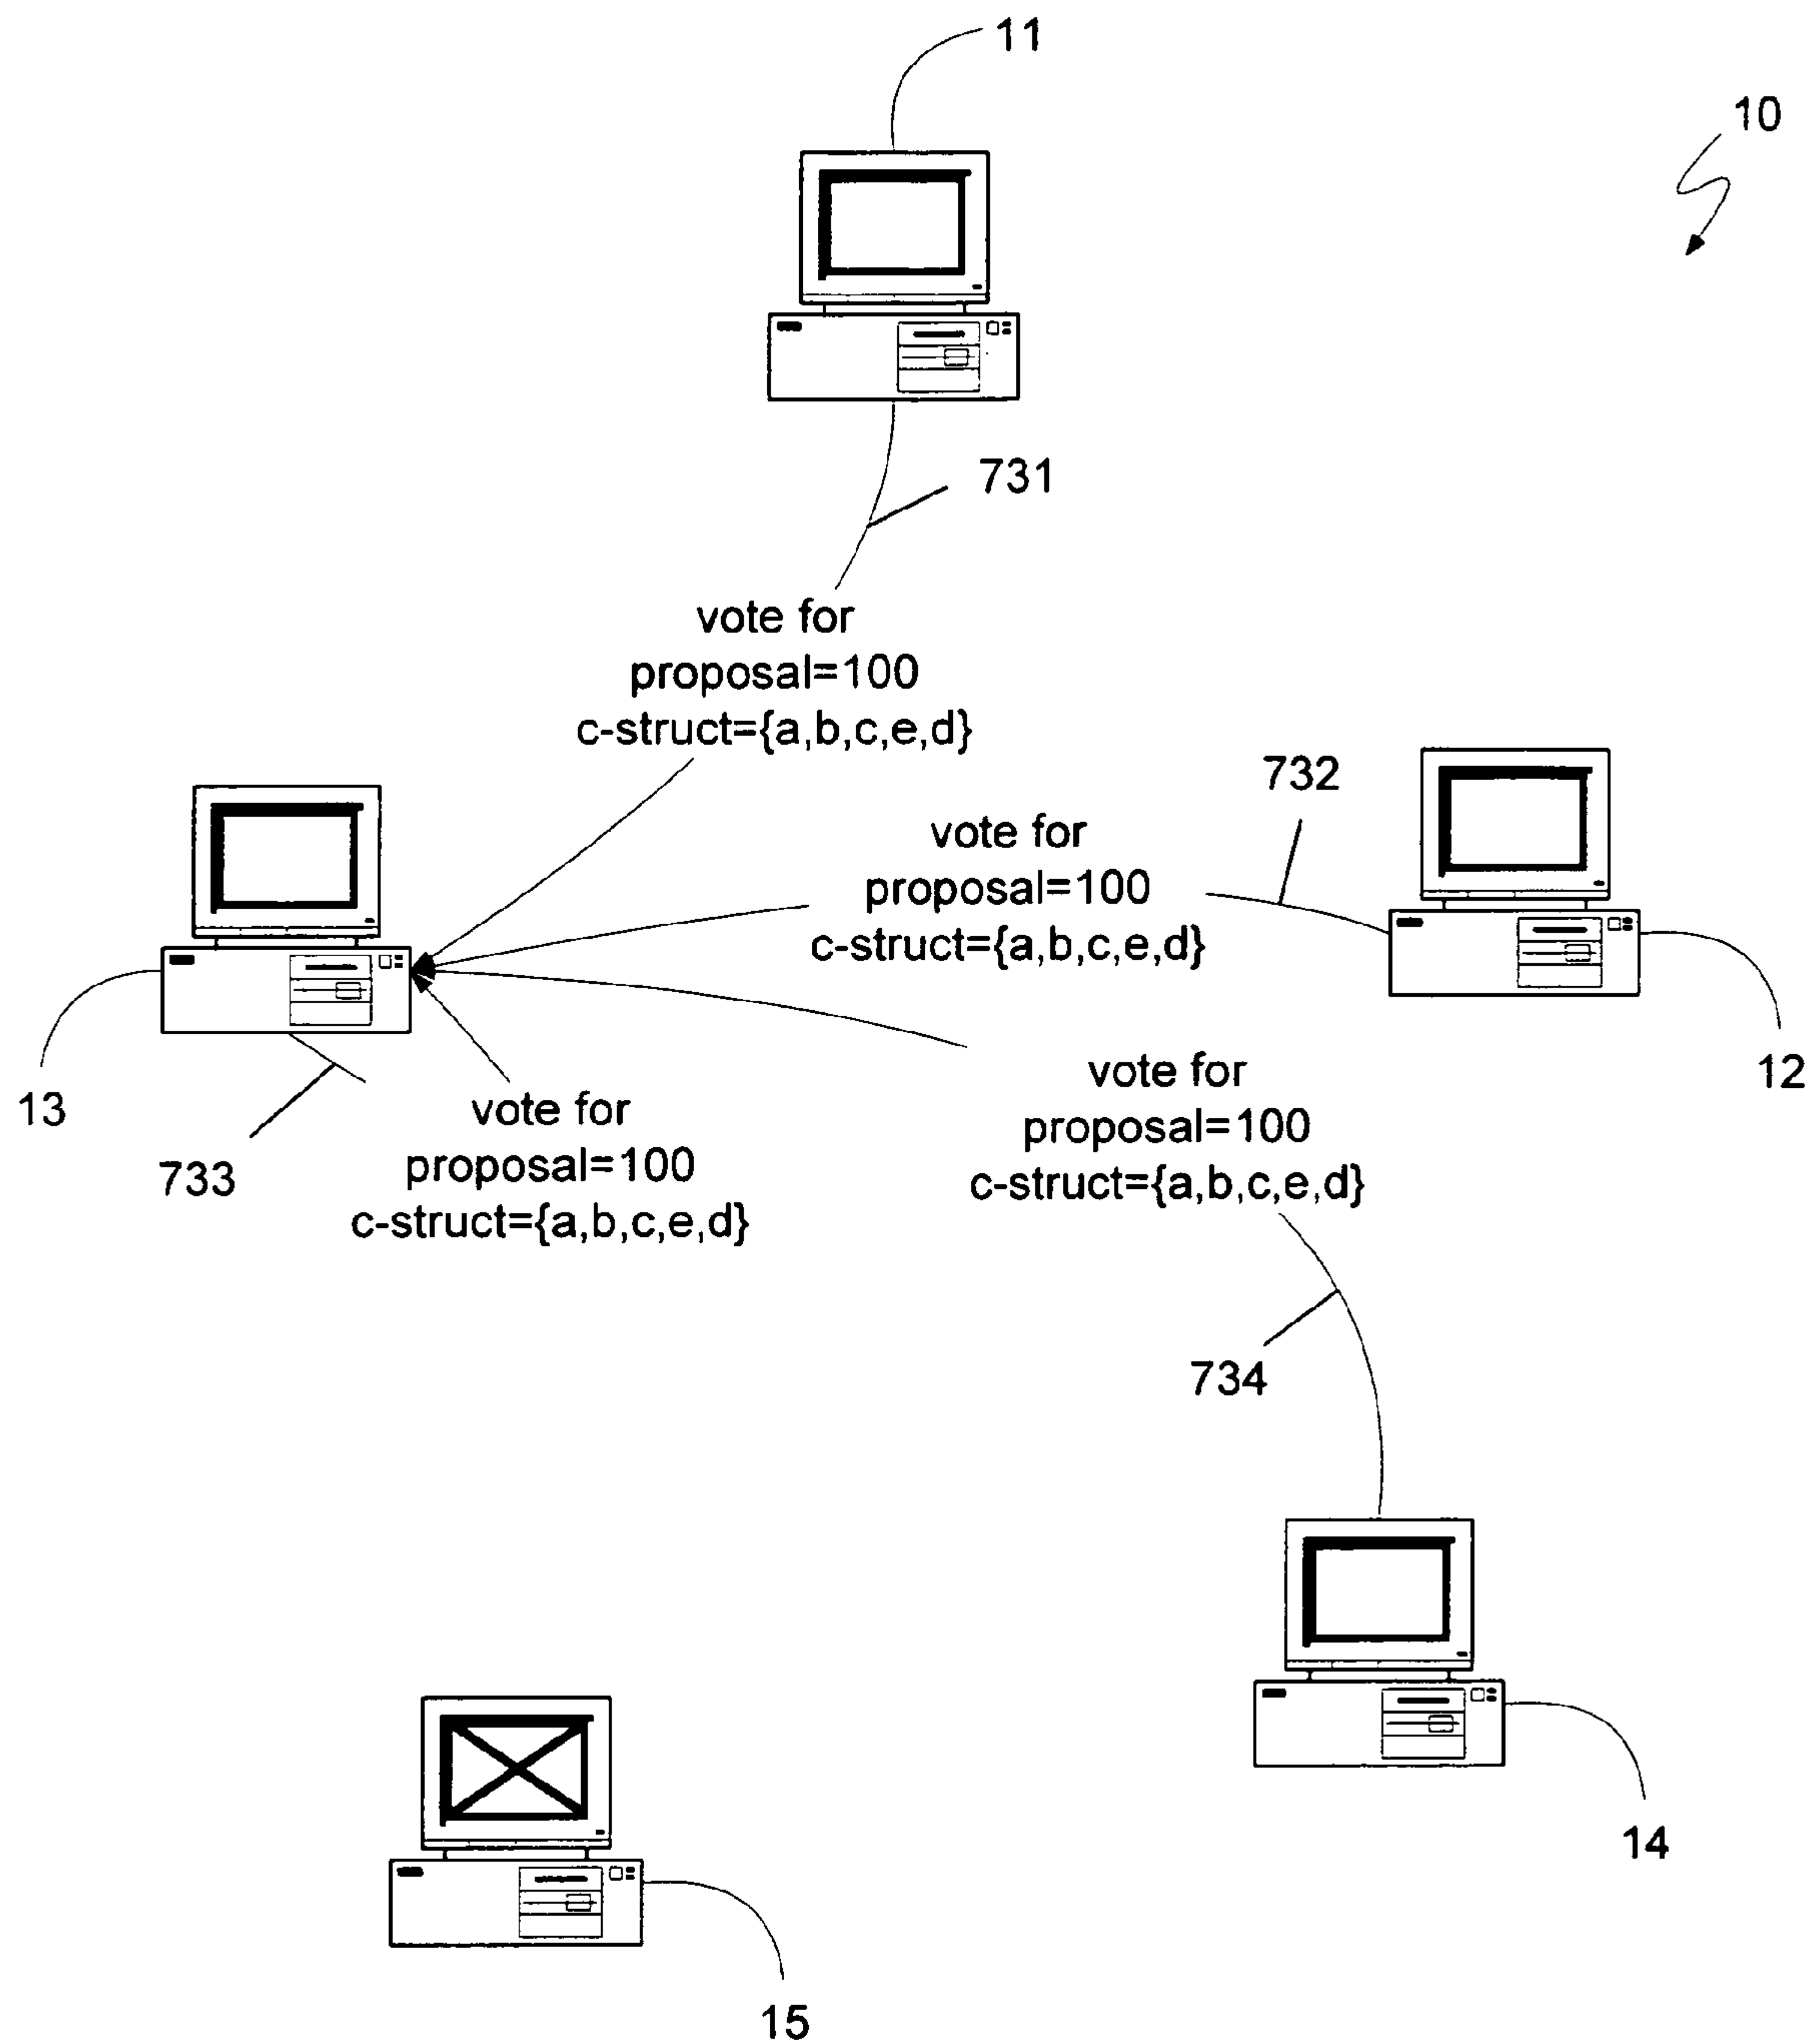 11
10
731
vote for
proposal=100
c-struct={a,b,c,e,d}
732
vote for
proposal=100
c-struct={a,b,c,e,d}
12
13
733
vote for
proposal=100
c-struct={a,b,c,e,d}
vote for
proposal=100
c-struct={a,b,c,e,d}
734
14
15